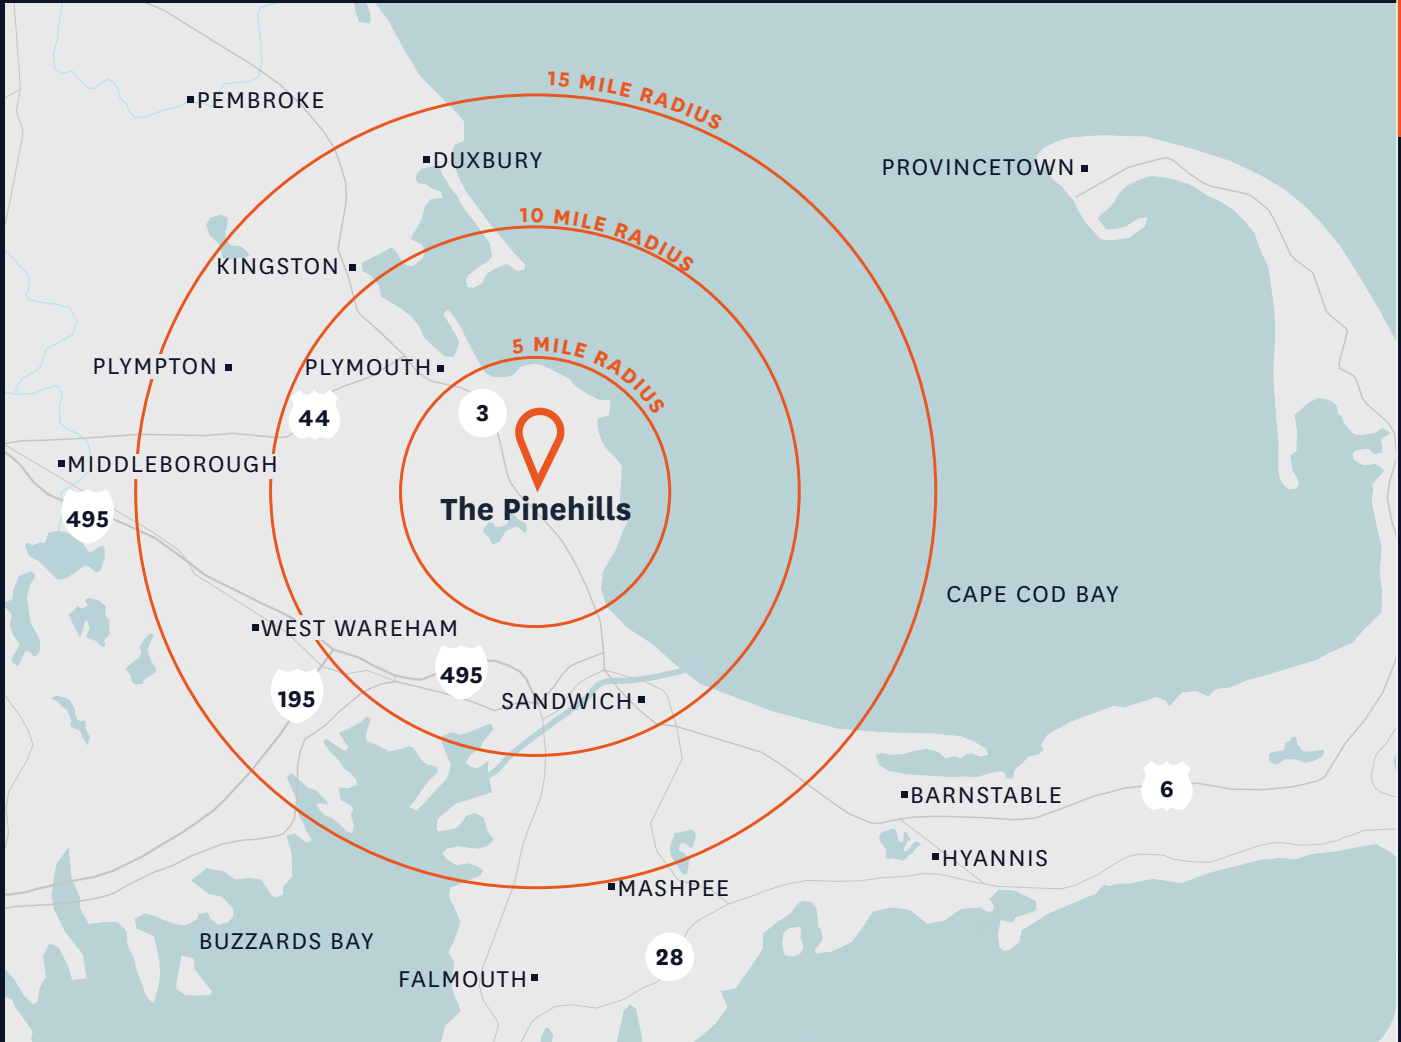 15 MILE RADIUS
PEMBROKE
DUXBURY
PROVINCETOWN
10 MILE RADIUS
KINGSTON
5 MILE RADIUS
PLYMPTON
PLYMOUTH
44
3
MIDDLEBOROUGH
495
The Pinehills
CAPE COD BAY
WEST WAREHAM
495
195
SANDWICH
6
BARNSTABLE
HYANNIS
MASHPEE
BUZZARDS BAY
28
FALMOUTH